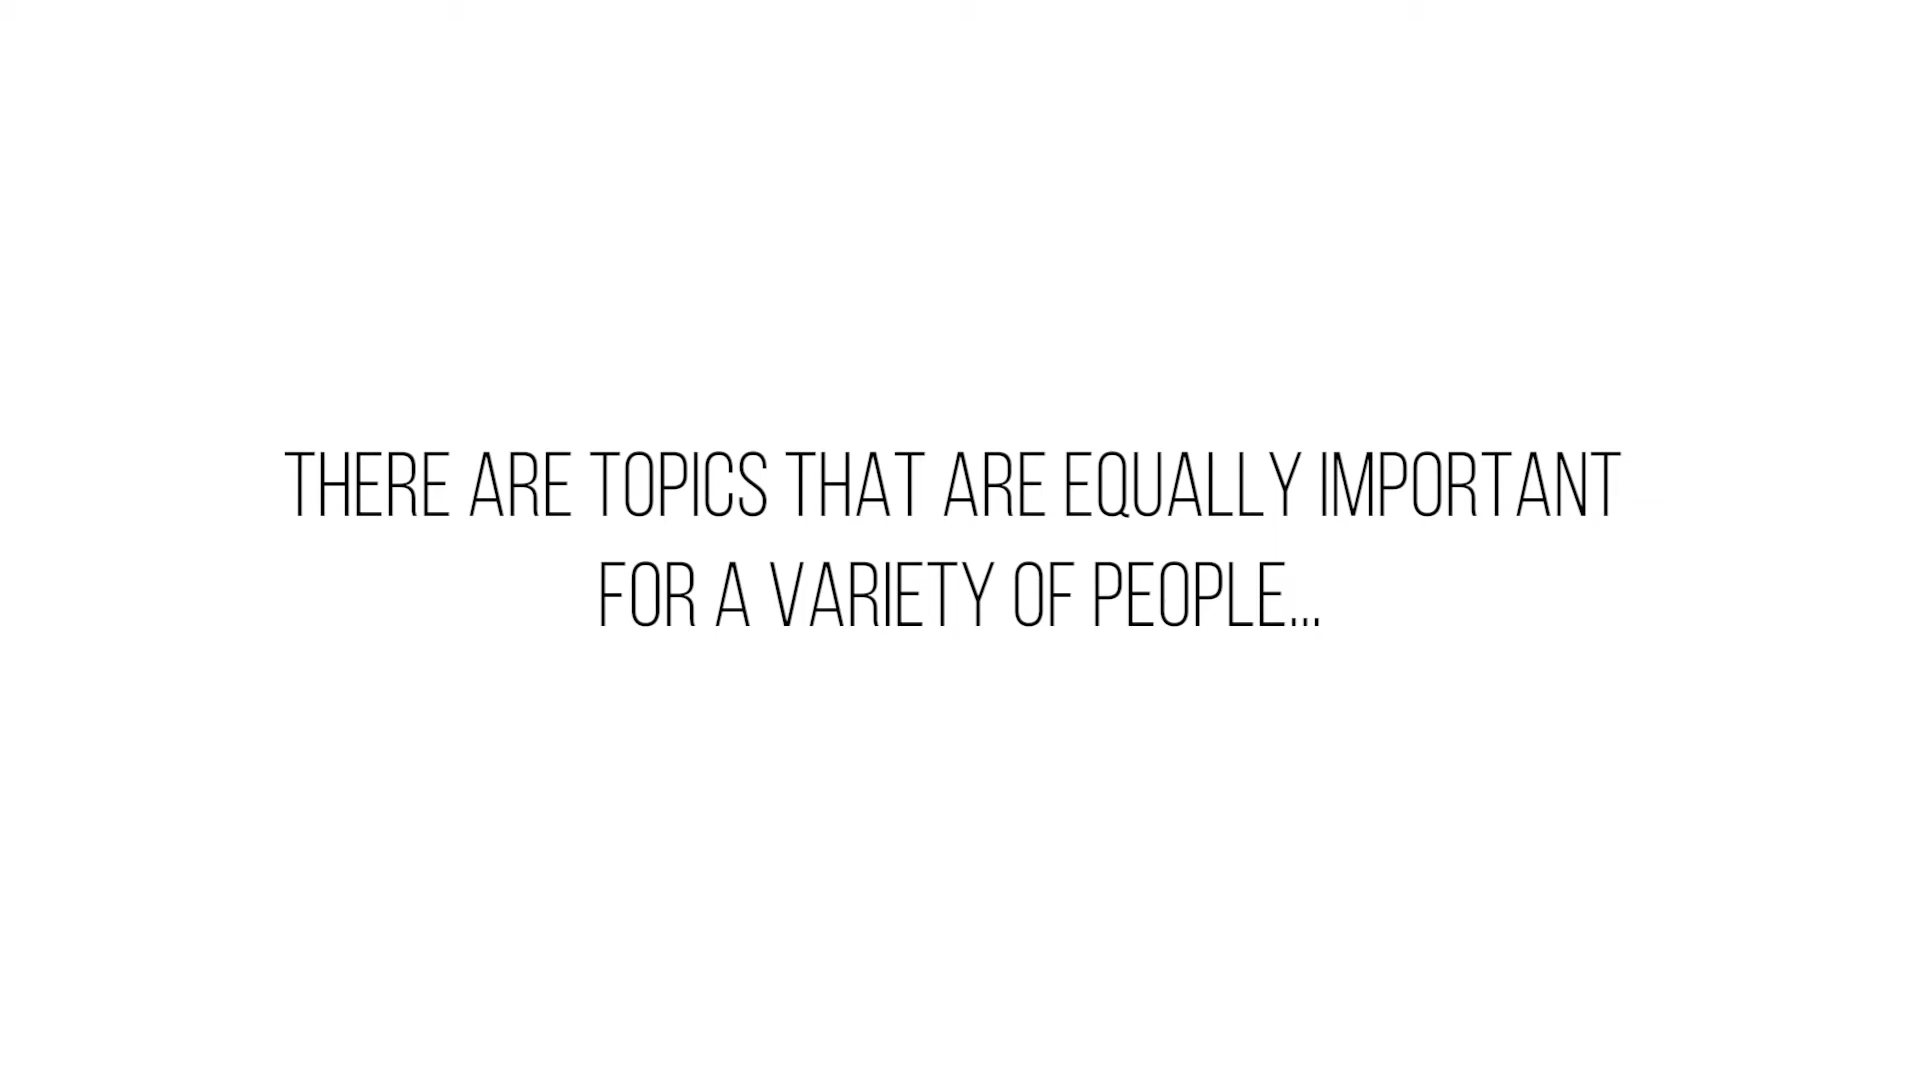 THERE ARE TOPICS THAT ARE EQUALLY IMPORTANT
FOR A VARIETY OF PEOPLE...